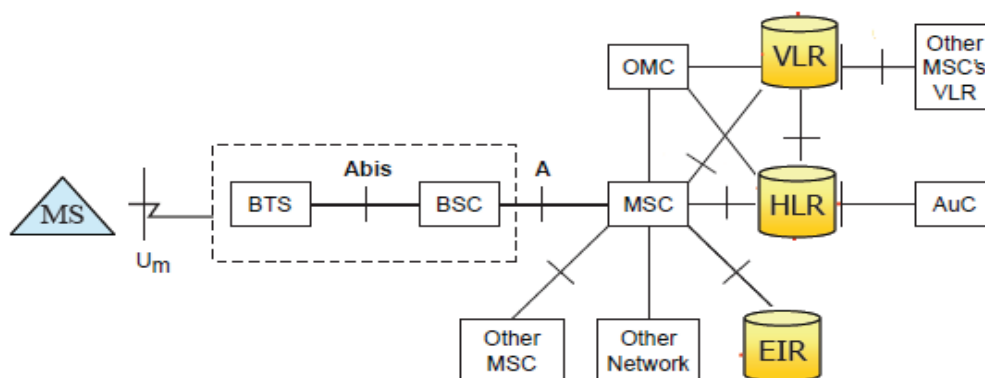 OMC
VLR
Other
MSC's
VLR
Abis
A
MS
BTS
BSC
MSC
HLR
AuC
Um
Other
MSC
Other
Network
EIR